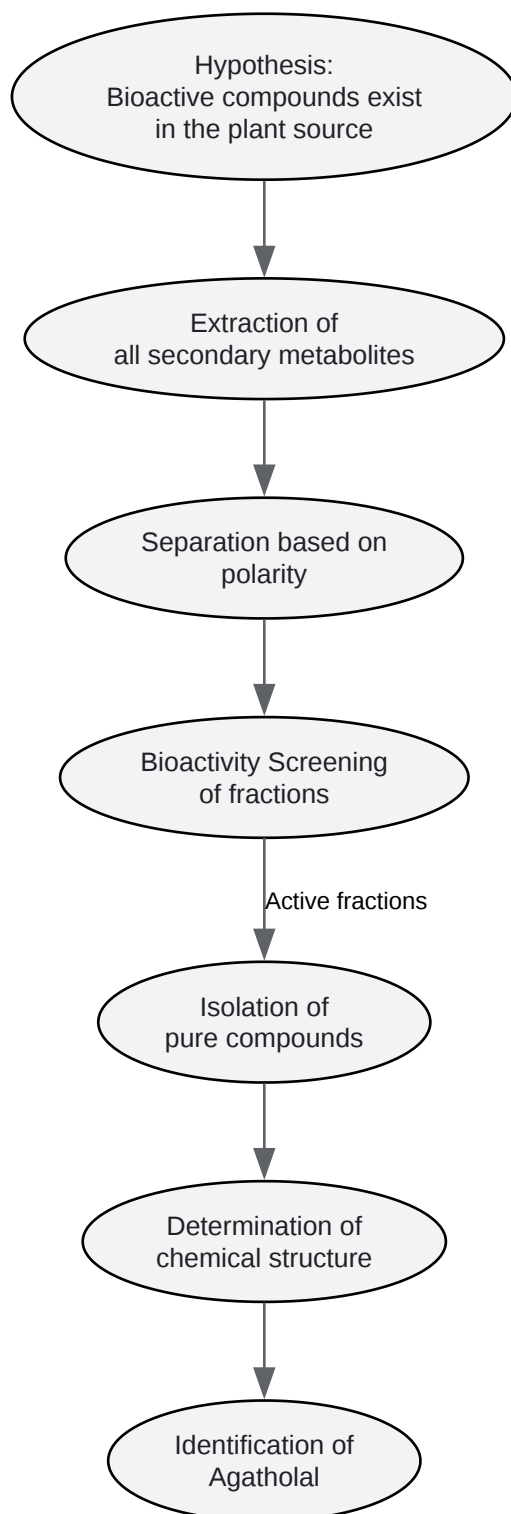 Hypothesis:
Bioactive compounds exist
in the plant source
Extraction of
all secondary metabolites
Separation based on
polarity
Bioactivity Screening
of fractions
Active fractions
Isolation of
pure compounds
Determination of
chemical structure
Identification of
Agatholal